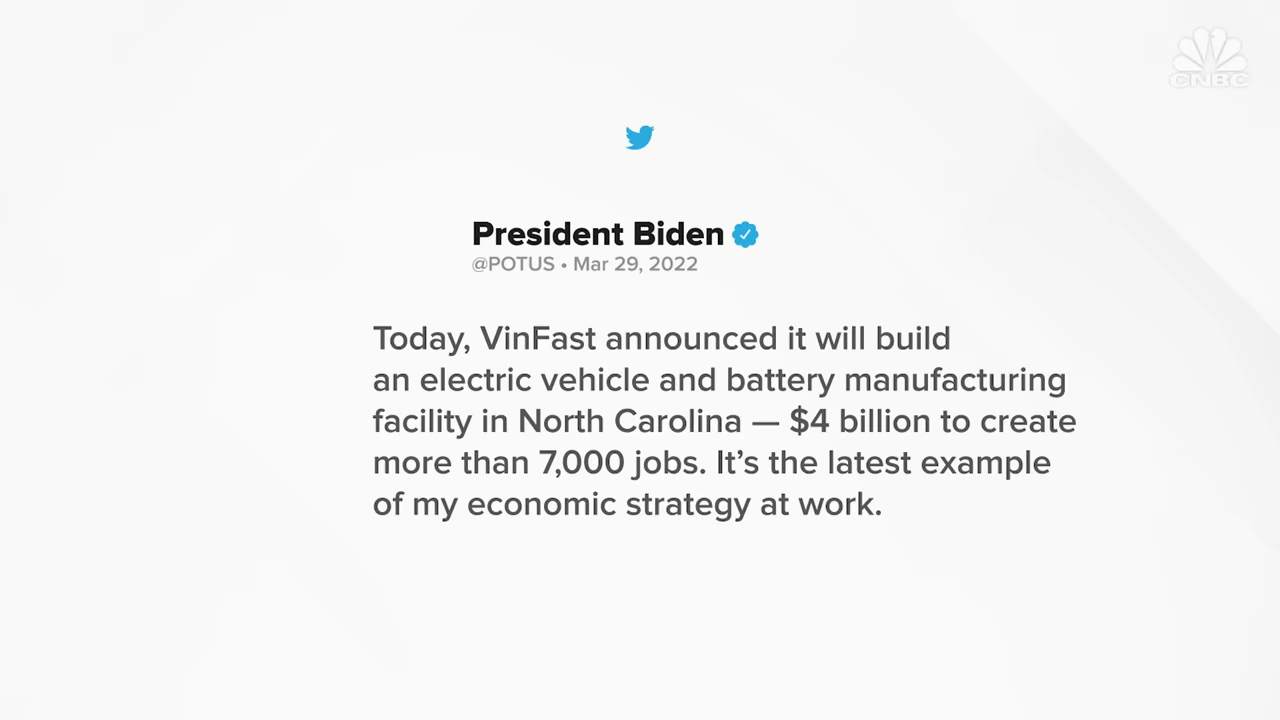 CNBC
President Biden
@POTUS • Mar 29, 2022
Today, VinFast announced it will build
an electric vehicle and battery manufacturing
facility in North Carolina — $4 billion to create
more than 7,000 jobs. It’s the latest example
of my economic strategy at work.